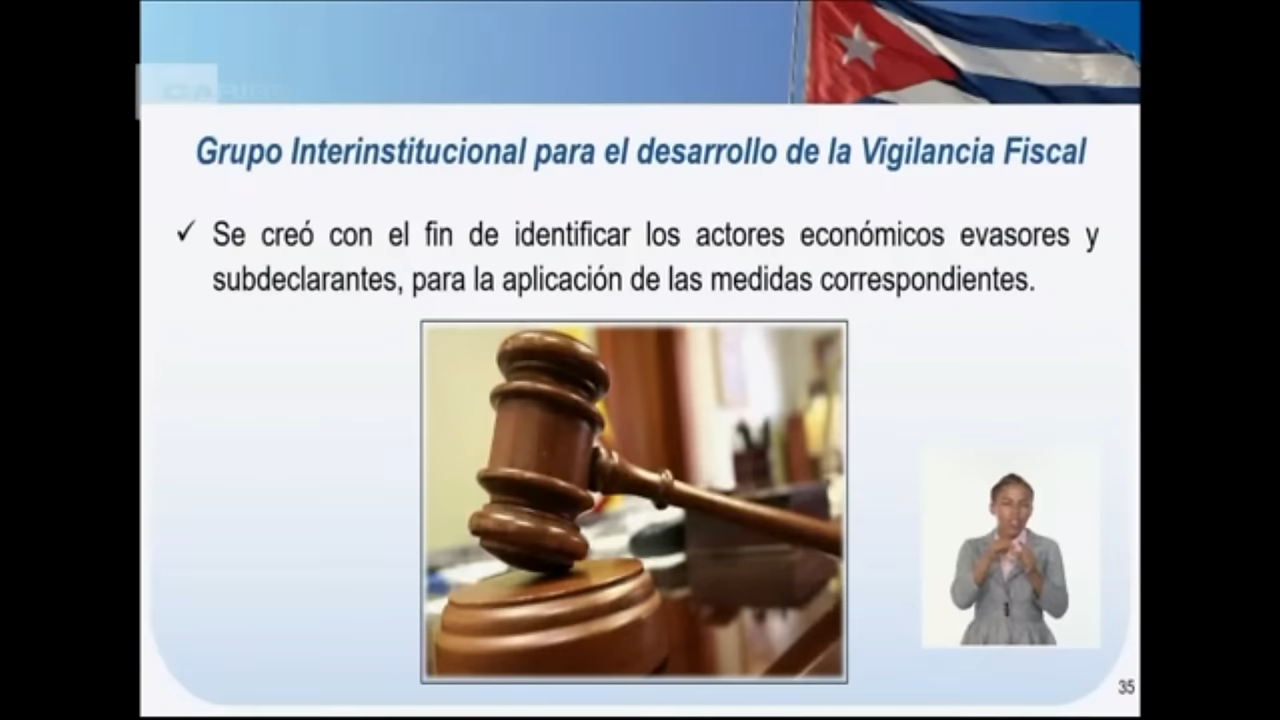 Grupo Interinstitucional para el desarrollo de la Vigilancia Fiscal
✓ Se creó con el fin de identificar los actores económicos evasores y
subdeclarantes, para la aplicación de las medidas correspondientes.
35